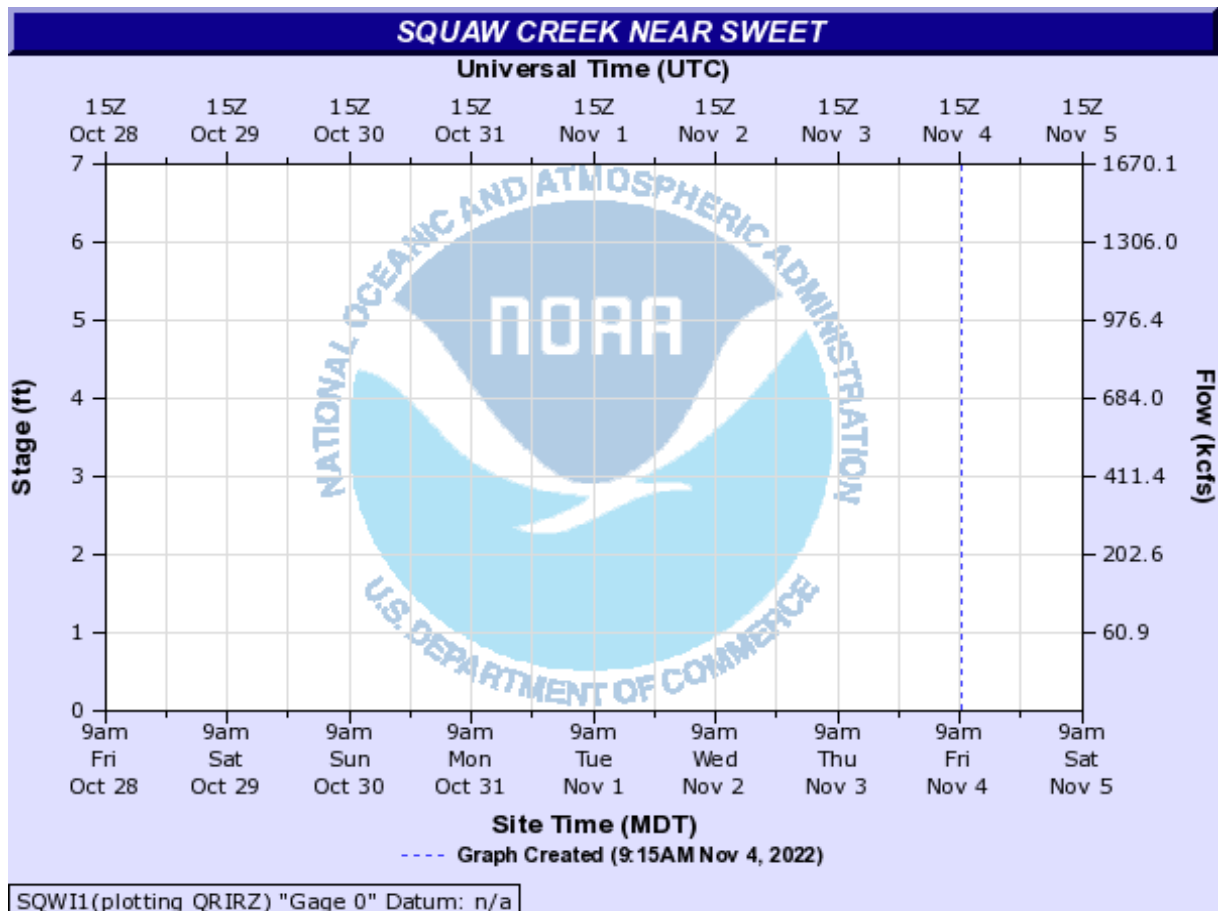 SQUAW CREEK NEAR SWEET
Universal Time (UTC)
15Z 15Z 15Z 15Z 15Z 15Z 15Z 15Z 15Z
Oct 28 Oct 29 Oct 30 Oct 31 Nov 1 Nov 2 Nov 3 Nov 4 Nov 5
7 1670.1
6 1306.0
5 976.4
4 684.0
3 411.4
2 202.6
1 60.9
0
Stage (ft)
Flow (kcfs)
NATIONAL OCEANIC AND ATMOSPHERIC ADMINISTRATION
NOAA
U.S. DEPARTMENT OF COMMERCE
9am 9am 9am 9am 9am 9am 9am 9am 9am
Fri Sat Sun Mon Tue Wed Thu Fri Sat
Oct 28 Oct 29 Oct 30 Oct 31 Nov 1 Nov 2 Nov 3 Nov 4 Nov 5
Site Time (MDT)
---- Graph Created (9:15AM Nov 4, 2022)
SQWI1(plotting QRIRZ) "Gage 0" Datum: n/a